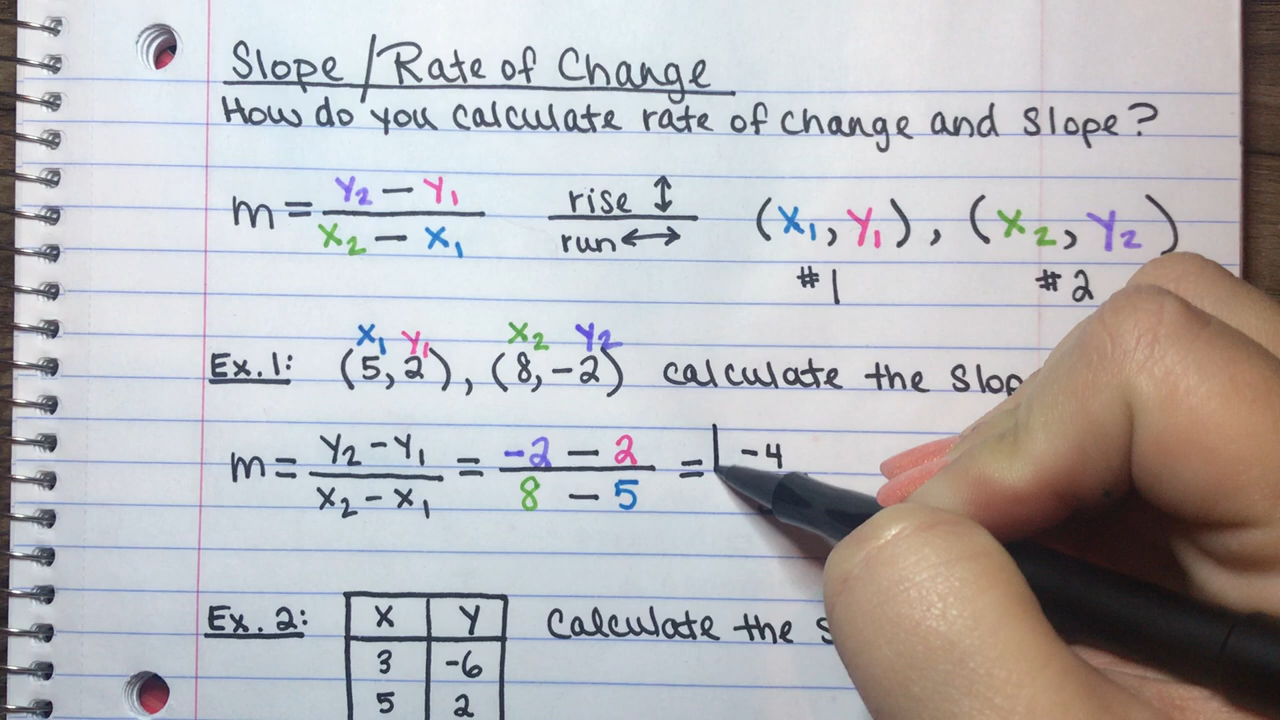 Slope / Rate of Change
How do you calculate rate of change and slope?
m = y₂ − y₁ / x₂ − x₁ rise ↕ / run ↔ (x₁, y₁), (x₂, y₂)
#1 #2
x₁ y₁ x₂ y₂
Ex. 1: (5, 2), (8, -2) calculate the
m = y₂ − y₁ / x₂ − x₁ = -2 − 2 / 8 − 5 = -4
Ex. 2: x y calculate the
3 -6
5 2